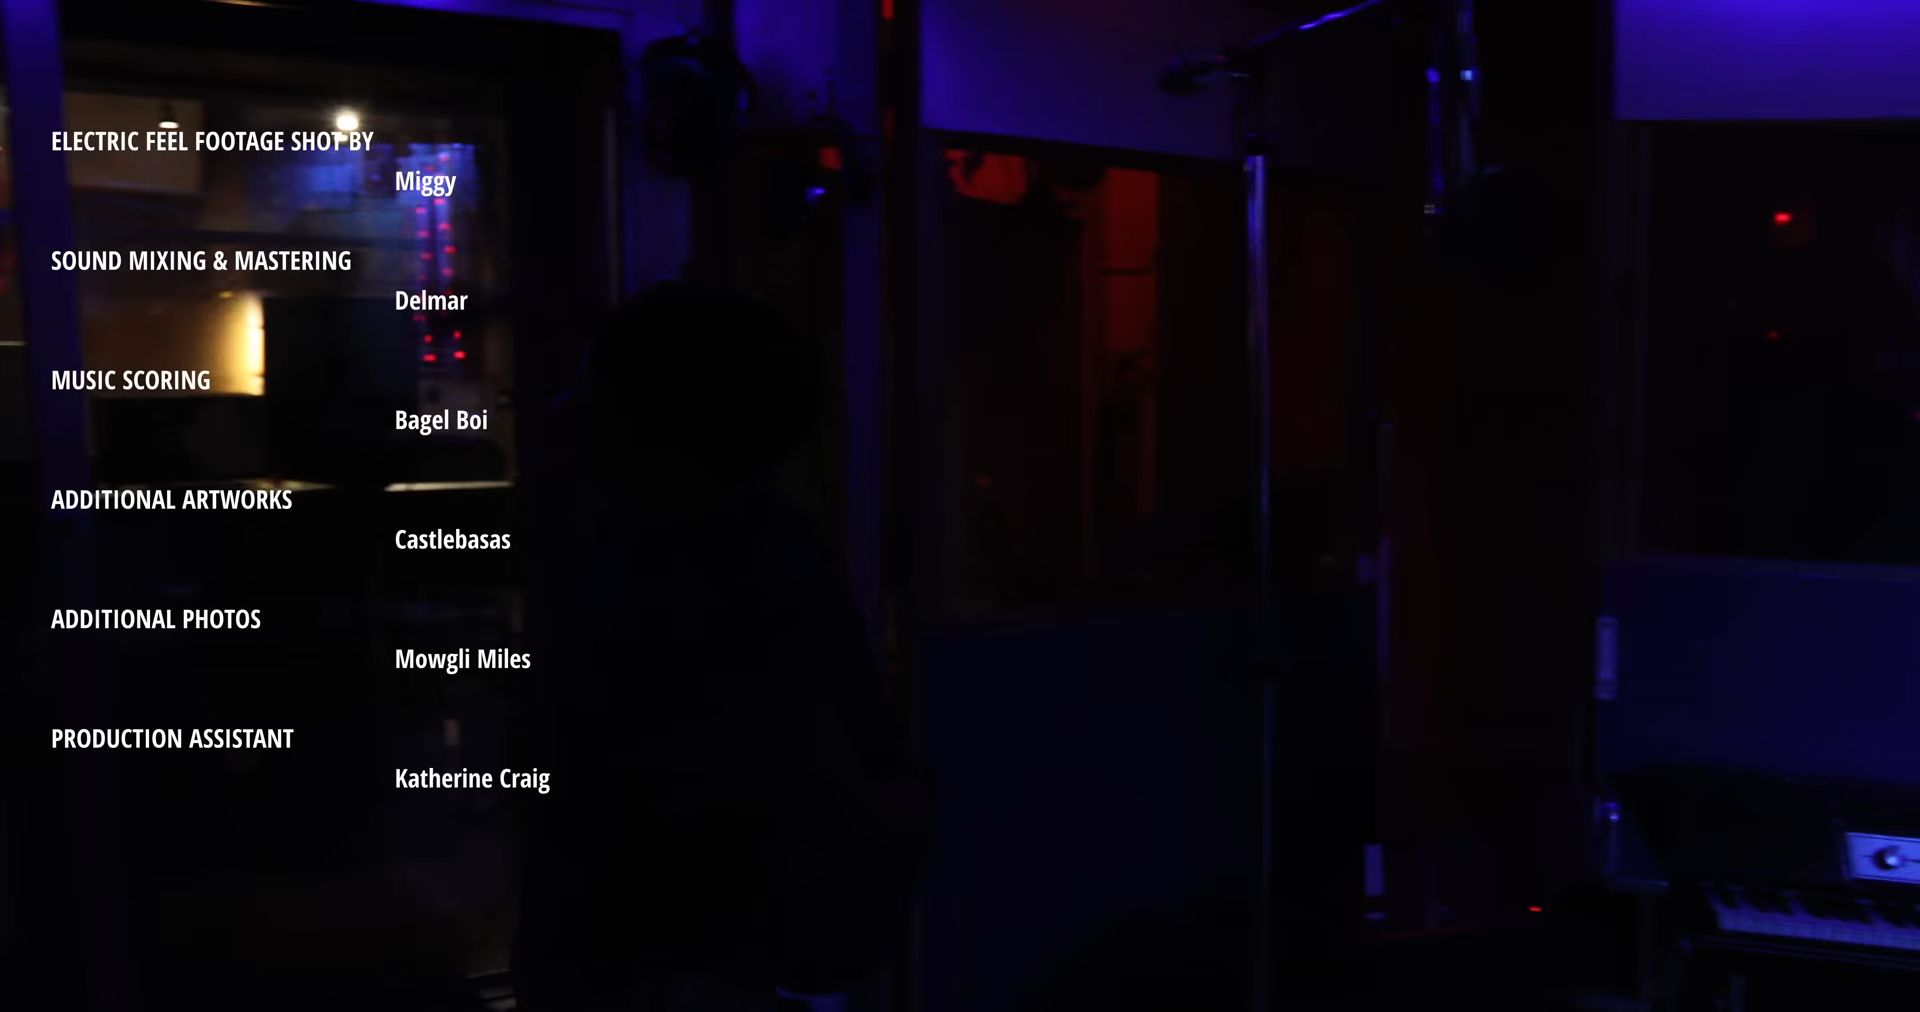 ELECTRIC FEEL FOOTAGE SHOT BY
Miggy
SOUND MIXING & MASTERING
Delmar
MUSIC SCORING
Bagel Boi
ADDITIONAL ARTWORKS
Castlebasas
ADDITIONAL PHOTOS
Mowgli Miles
PRODUCTION ASSISTANT
Katherine Craig